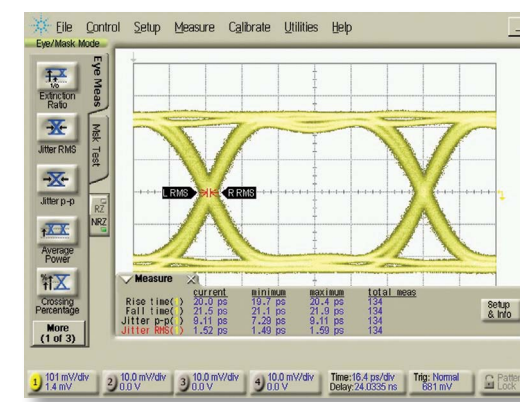 File Control Setup Measure Calibrate Utilities Help
Eye/Mask Mode
Eye Meas
Msk Test
RZ
NRZ
Extinction
Ratio
Jitter RMS
Jitter p-p
Average
Power
Crossing
Percentage
More
(1 of 3)
L RMS R RMS
Measure
current minimum maximum total meas
Rise time( ) 20.0 ps 19.7 ps 20.4 ps 134
Fall time( ) 21.5 ps 21.1 ps 21.9 ps 134
Jitter p-p( ) 9.11 ps 7.29 ps 9.11 ps 134
Jitter RMS( ) 1.52 ps 1.49 ps 1.59 ps 134
Setup
& Info
1 101 mV/div 2 10.0 mV/div 3 10.0 mV/div 4 10.0 mV/div Time:16.4 ps/div Trig: Normal
1.4 mV 0.0 V 0.0 V 0.0 V Delay:24.0335 ns 681 mV Lock